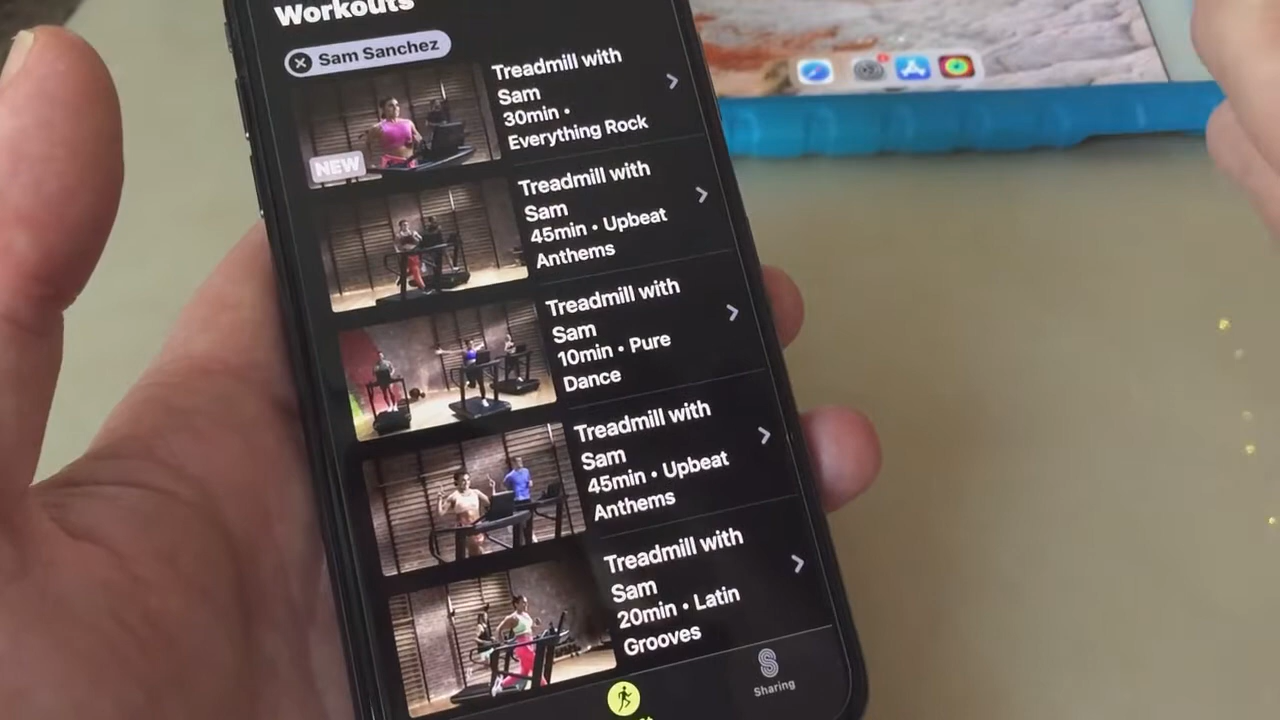 Workouts
Sam Sanchez
Treadmill with
Sam
30min •
Everything Rock
NEW
Treadmill with
Sam
45min • Upbeat
Anthems
Treadmill with
Sam
10min • Pure
Dance
Treadmill with
Sam
45min • Upbeat
Anthems
Treadmill with
Sam
20min • Latin
Grooves
Sharing